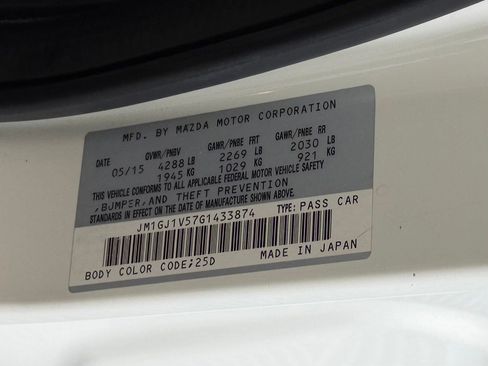 MFD. BY MAZDA MOTOR CORPORATION
DATE GVWR/PNBV GAWR/PNBE FRT GAWR/PNBE RR
05/15 4288 LB 2269 LB 2030 LB
1945 KG 1029 KG 921 KG
THIS VEHICLE CONFORMS TO ALL APPLICABLE FEDERAL MOTOR VEHICLE SAFETY
,BUMPER,AND THEFT PREVENTION
STANDARDS IN EFFECT ON THE DATE OF MANUFACTURE SHOWN ABOVE.
JM1GJ1V57G1433874 TYPE: PASS CAR
BODY COLOR CODE;25D MADE IN JAPAN